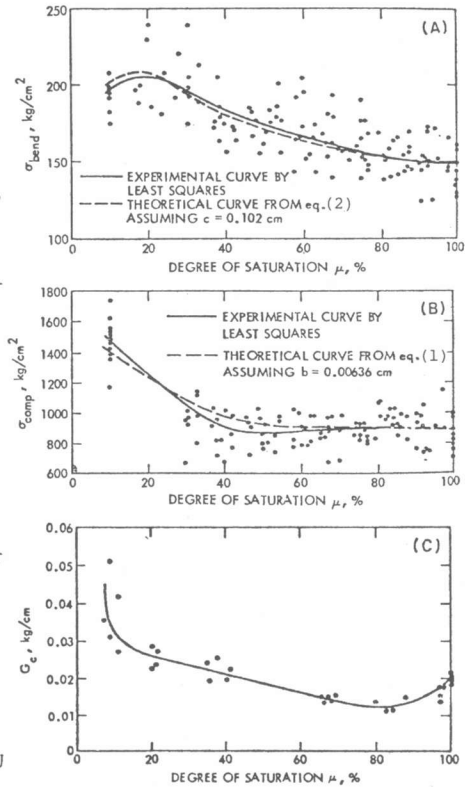 250
(A)
200
σbend, kg/cm²
150
EXPERIMENTAL CURVE BY
LEAST SQUARES
THEORETICAL CURVE FROM eq.(2)
ASSUMING c = 0.102 cm
100
0 20 40 60 80 100
DEGREE OF SATURATION μ, %
1800
(B)
1600
EXPERIMENTAL CURVE BY
LEAST SQUARES
1400
THEORETICAL CURVE FROM eq.(1)
ASSUMING b = 0.00636 cm
σcomp, kg/cm²
1200
1000
800
600
0 20 40 60 80 100
DEGREE OF SATURATION μ, %
0.06
(C)
0.05
0.04
Gc, kg/cm
0.03
0.02
0.01
0
0 20 40 60 80 100
DEGREE OF SATURATION μ, %